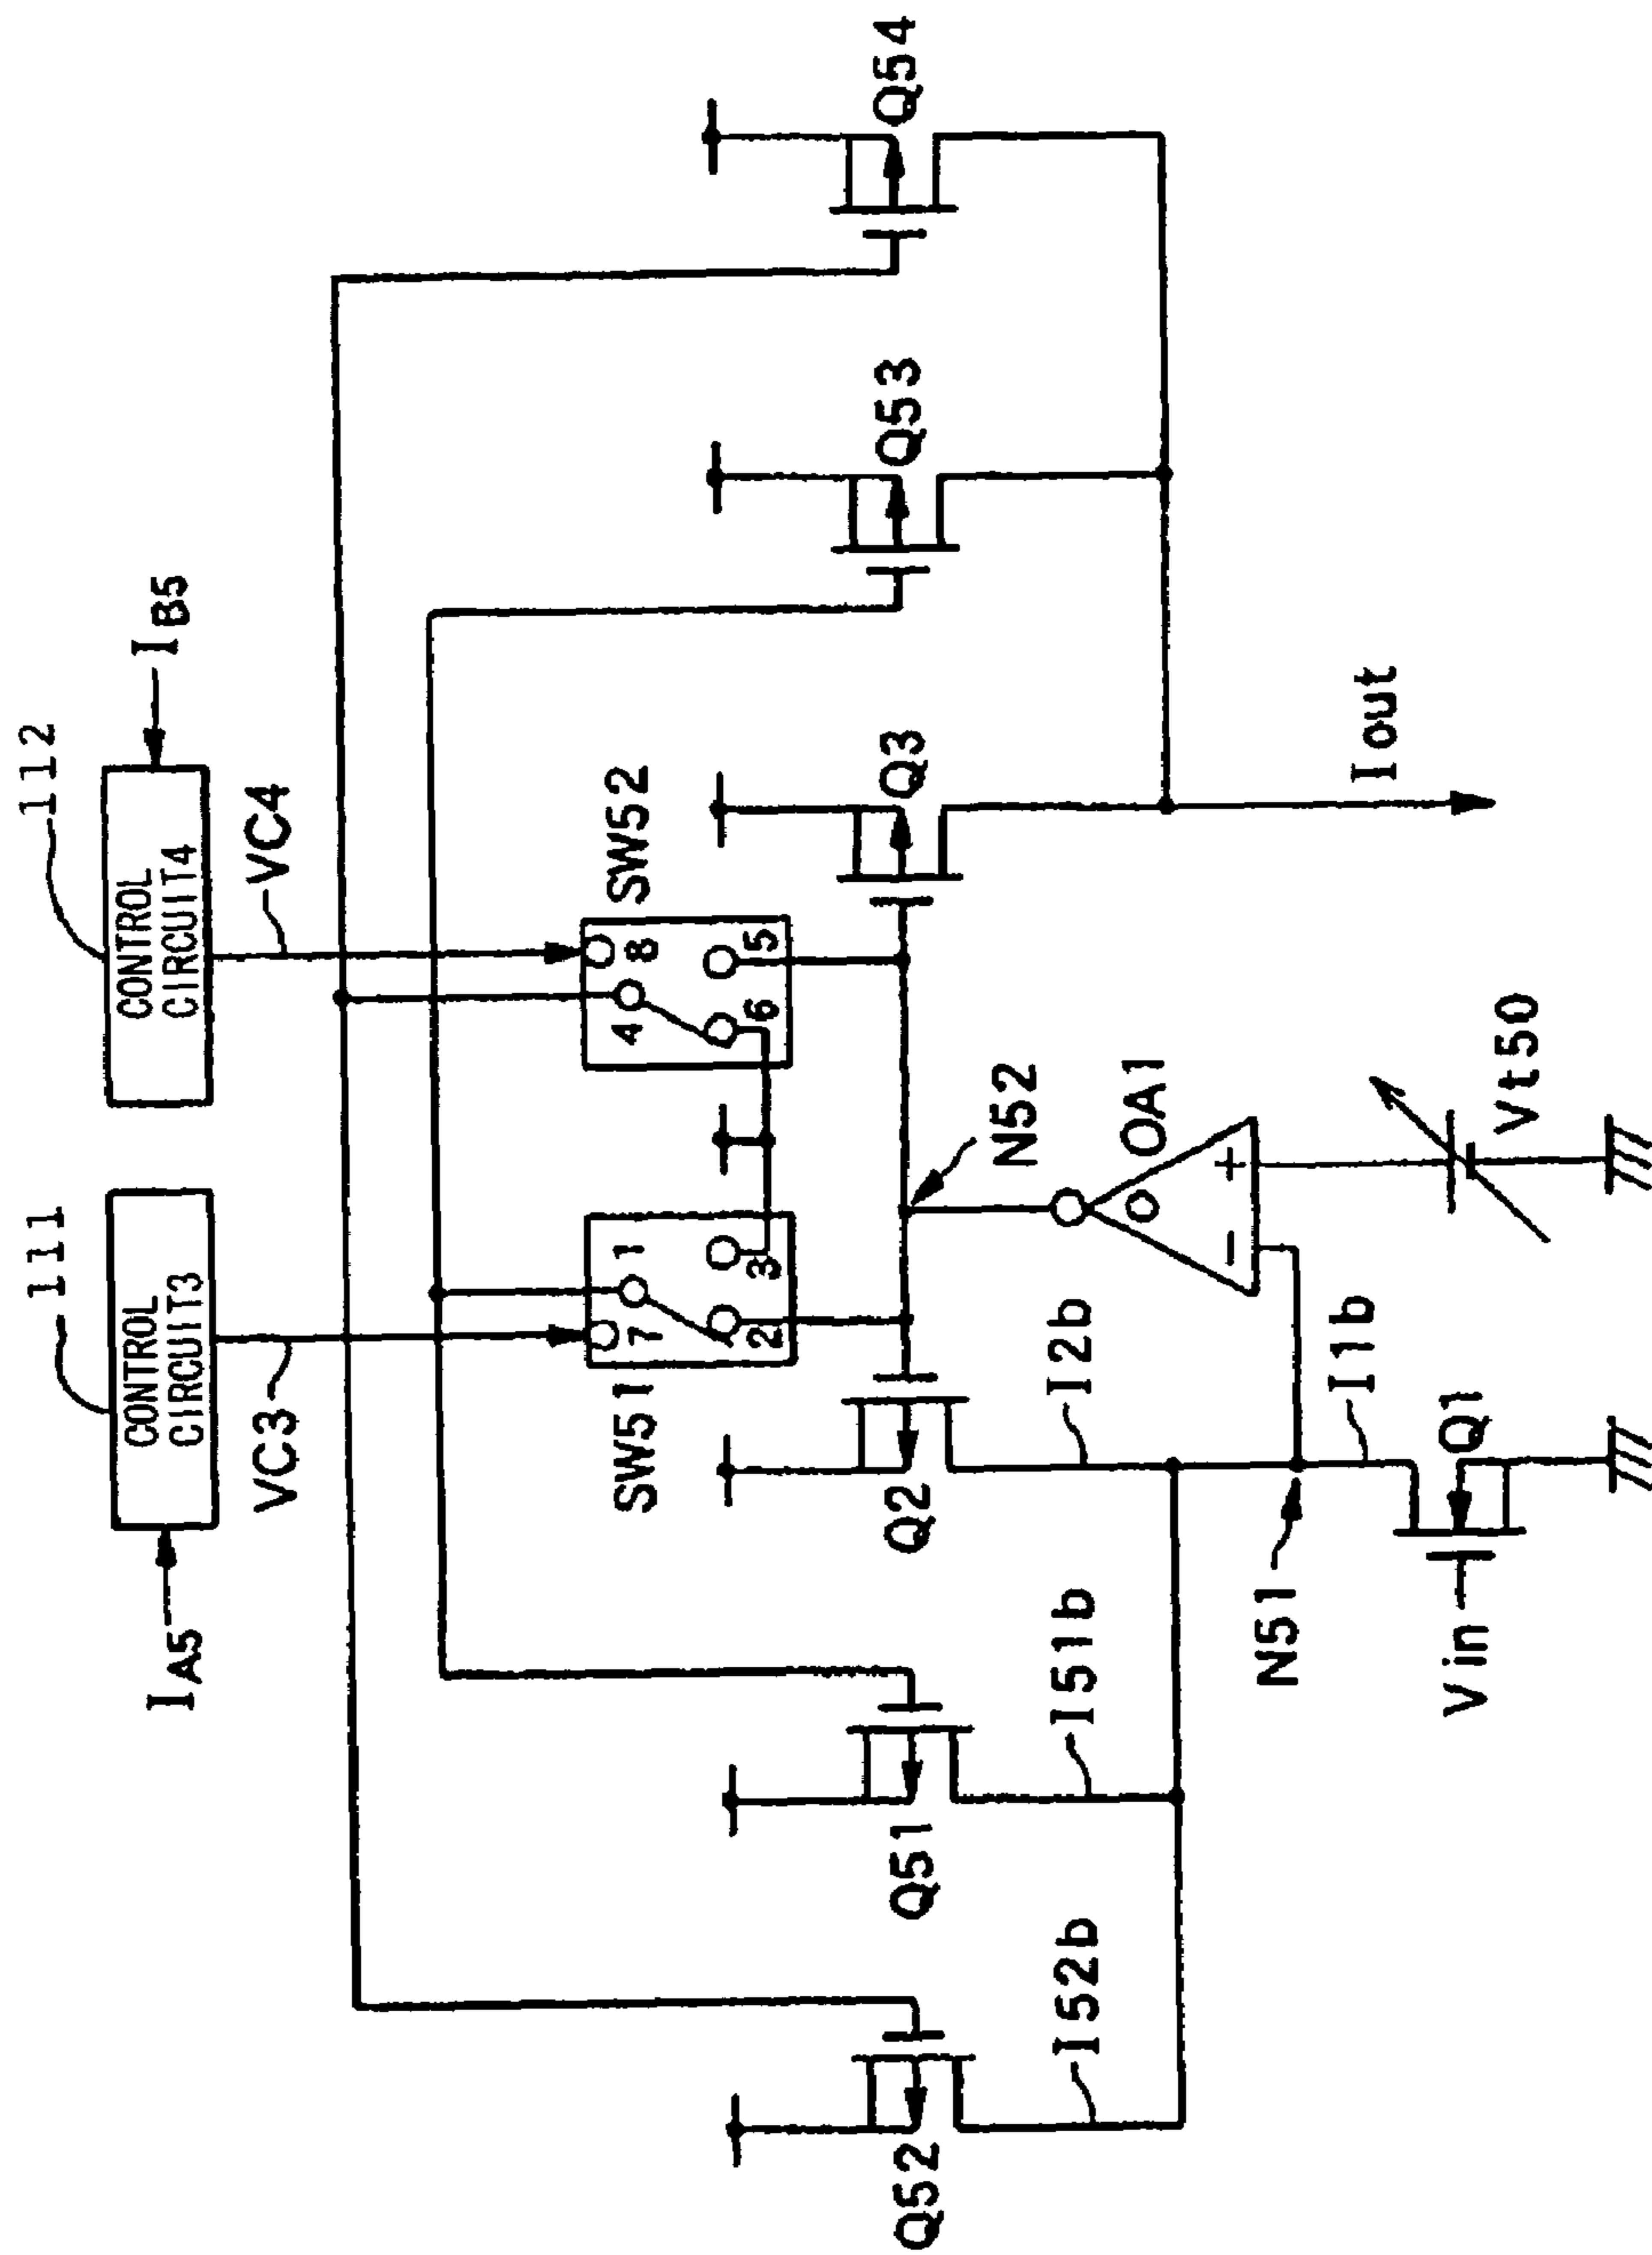 111
112
CONTROL
CIRCUIT3
CONTROL
CIRCUIT4
IA5
IB5
VC3
VC4
SW51
SW52
7
1
2
3
4
8
6
5
Q52
Q51
Q2
Q3
Q53
Q54
N52
I52b
I51b
I2b
OA1
-
+
O
N51
I1b
Iout
Vin
Q1
Vt50